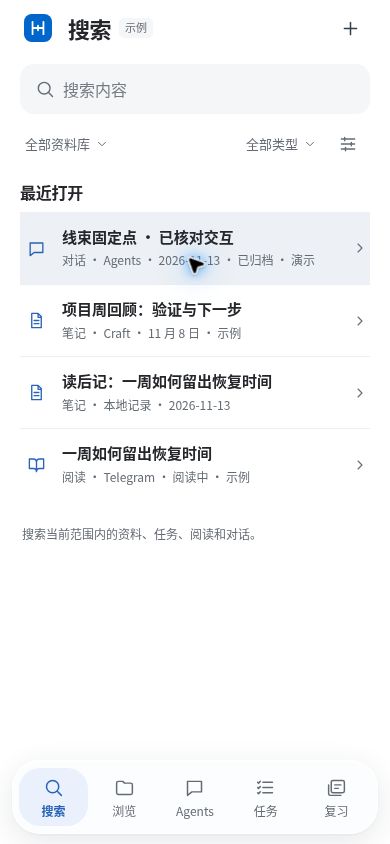 搜索 示例
搜索内容
全部资料库 全部类型
最近打开
线束固定点 · 已核对交互
对话 · Agents · 2026-11-13 · 已归档 · 演示
项目周回顾：验证与下一步
笔记 · Craft · 11 月 8 日 · 示例
读后记：一周如何留出恢复时间
笔记 · 本地记录 · 2026-11-13
一周如何留出恢复时间
阅读 · Telegram · 阅读中 · 示例
搜索当前范围内的资料、任务、阅读和对话。
搜索 浏览 Agents 任务 复习